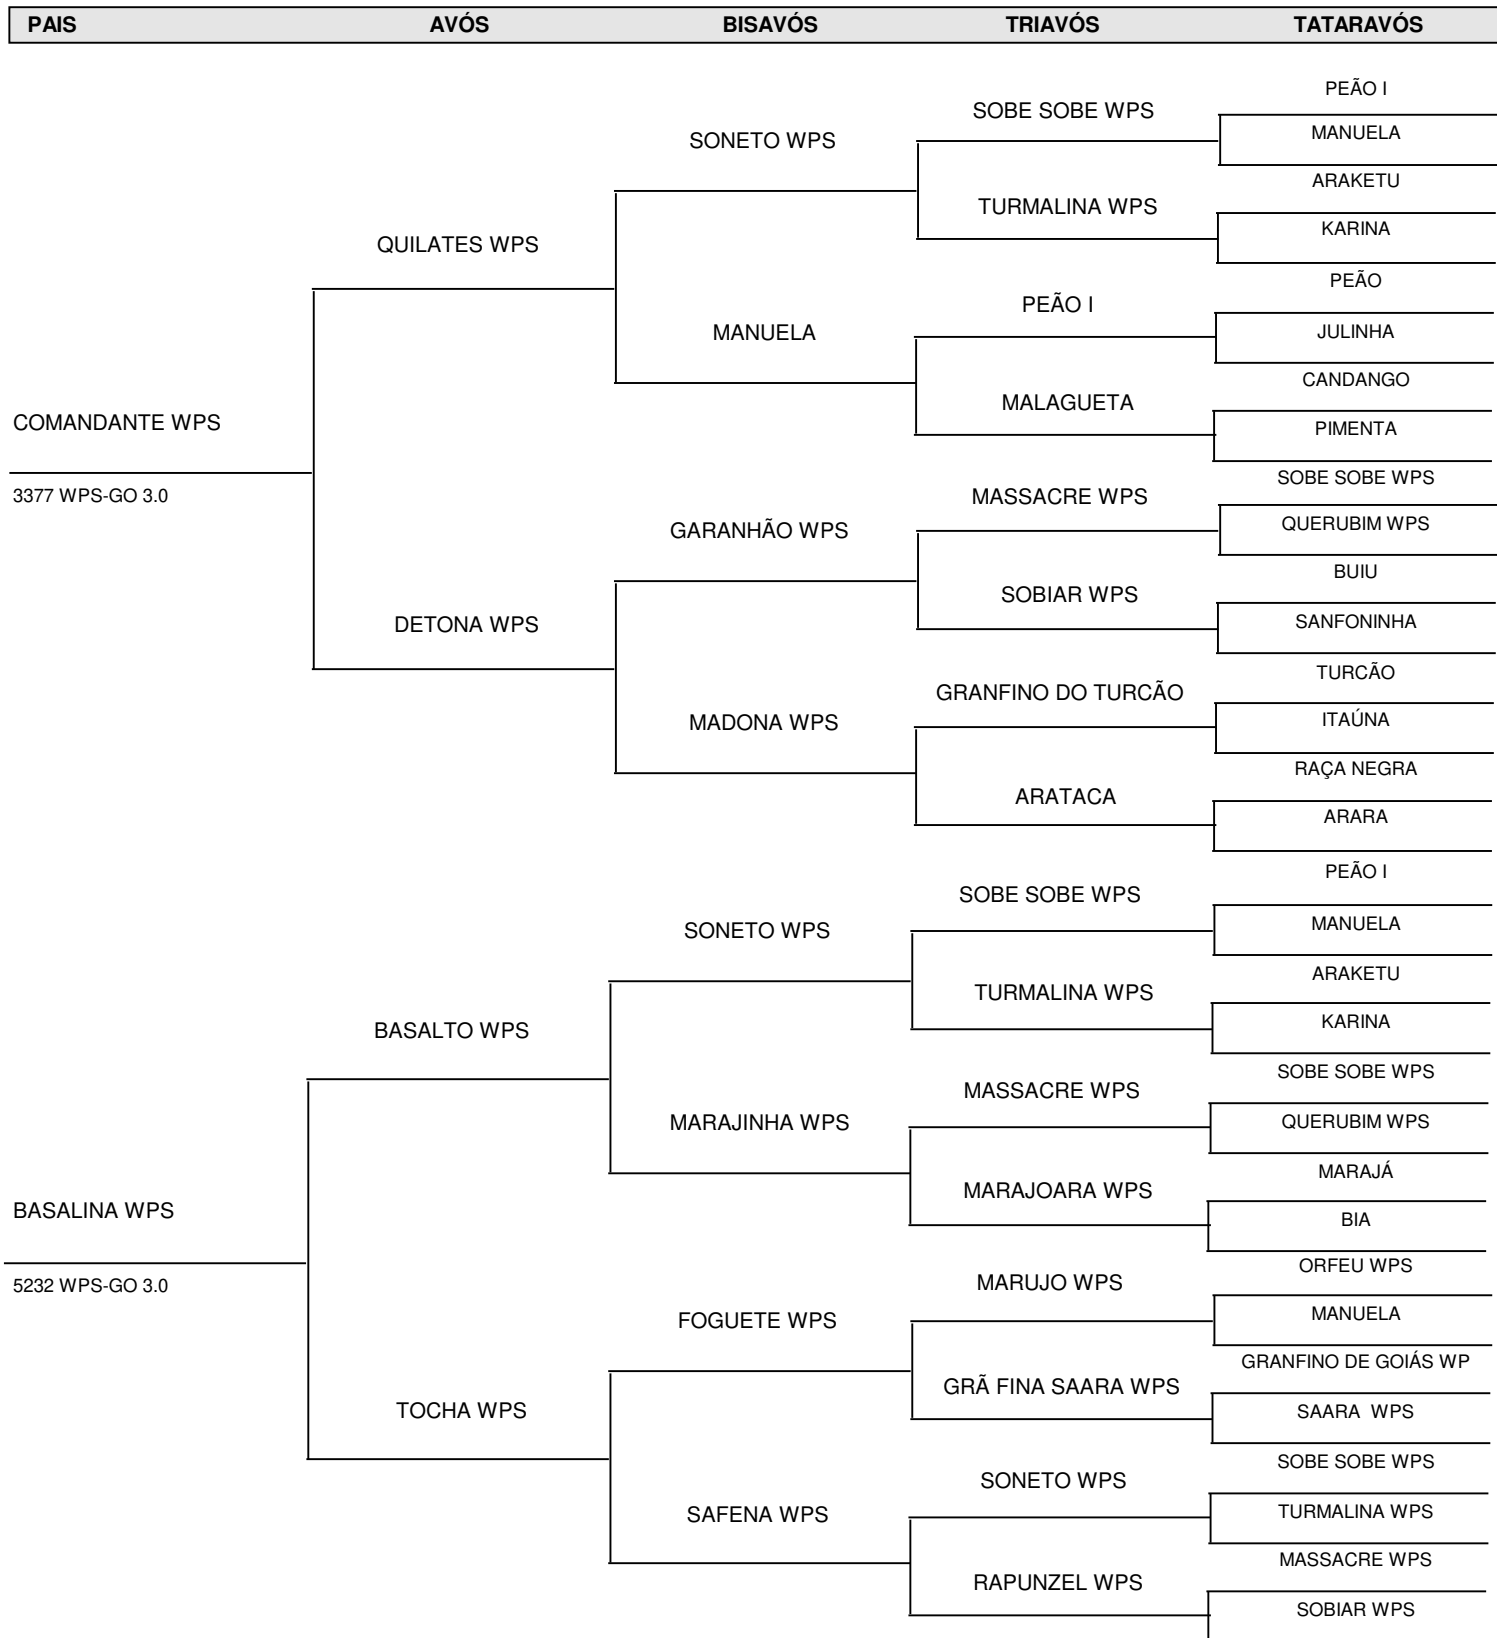 PAIS AVÓS BISAVÓS TRIAVÓS TATARAVÓS
PEÃO I
SOBE SOBE WPS
MANUELA
SONETO WPS
ARAKETU
TURMALINA WPS
KARINA
QUILATES WPS
PEÃO
PEÃO I
JULINHA
MANUELA
CANDANGO
MALAGUETA
COMANDANTE WPS
PIMENTA
SOBE SOBE WPS
3377 WPS-GO 3.0
MASSACRE WPS
QUERUBIM WPS
GARANHÃO WPS
BUIU
SOBIAR WPS
SANFONINHA
DETONA WPS
TURCÃO
GRANFINO DO TURCÃO
ITAÚNA
MADONA WPS
RAÇA NEGRA
ARATACA
ARARA
PEÃO I
SOBE SOBE WPS
MANUELA
SONETO WPS
ARAKETU
TURMALINA WPS
KARINA
BASALTO WPS
SOBE SOBE WPS
MASSACRE WPS
QUERUBIM WPS
MARAJINHA WPS
MARAJÁ
MARAJOARA WPS
BASALINA WPS
BIA
ORFEU WPS
5232 WPS-GO 3.0
MARUJO WPS
MANUELA
FOGUETE WPS
GRANFINO DE GOIÁS WP
GRÃ FINA SAARA WPS
SAARA WPS
TOCHA WPS
SOBE SOBE WPS
SONETO WPS
TURMALINA WPS
SAFENA WPS
MASSACRE WPS
RAPUNZEL WPS
SOBIAR WPS